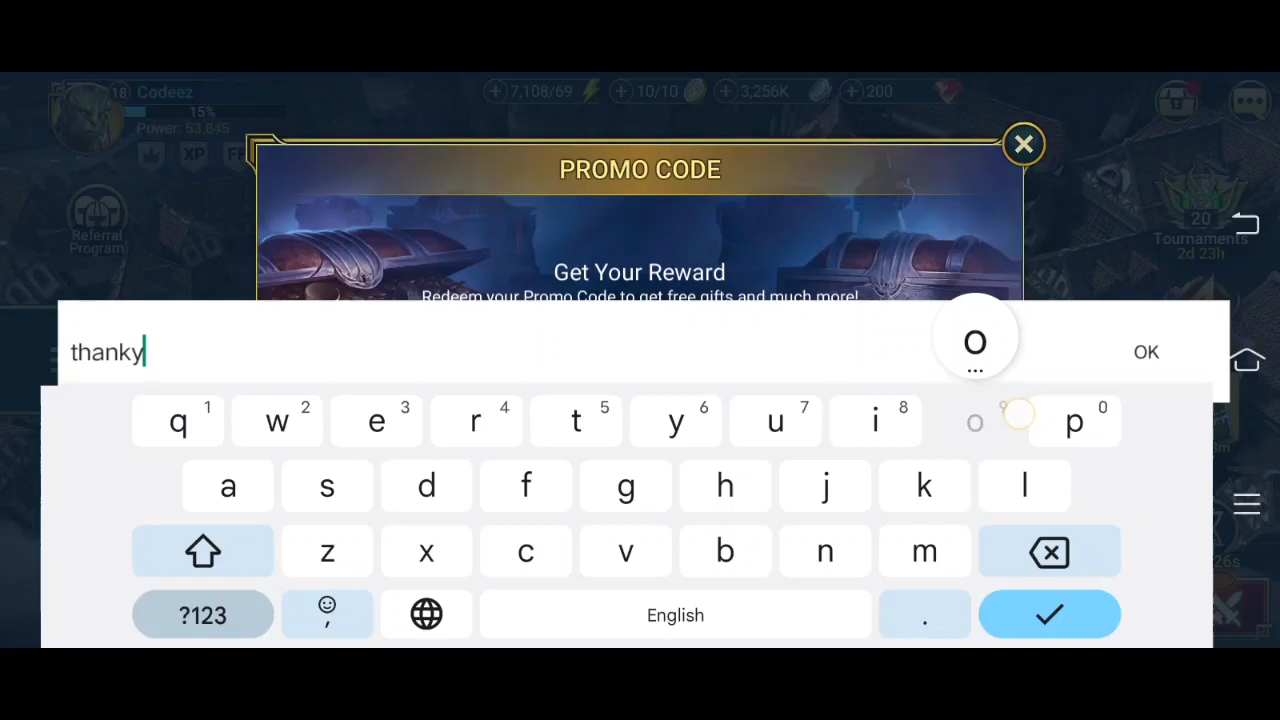 18 Codeez
15%
Power: 53,845
XP
7,108/69
10/10
3,256K
200
Referral
Program
20
Tournaments
2d 23h
PROMO CODE
Get Your Reward
Redeem your Promo Code to get free gifts and much more!
thanky
OK
o
...
q 1 w 2 e 3 r 4 t 5 y 6 u 7 i 8 o 9 p 0
a s d f g h j k l
z x c v b n m
?123 , English .
26s